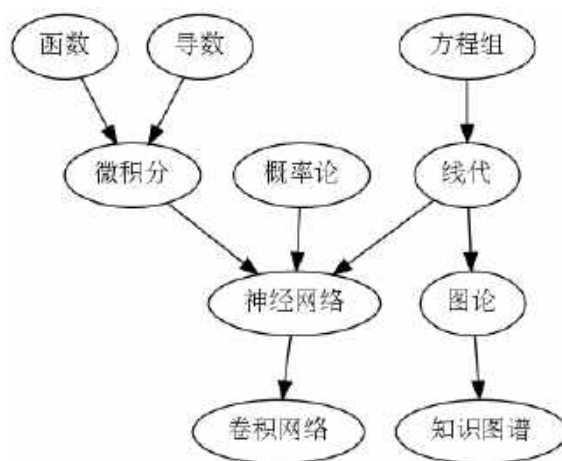 函数
导数
方程组
微积分
概率论
线代
神经网络
图论
卷积网络
知识图谱